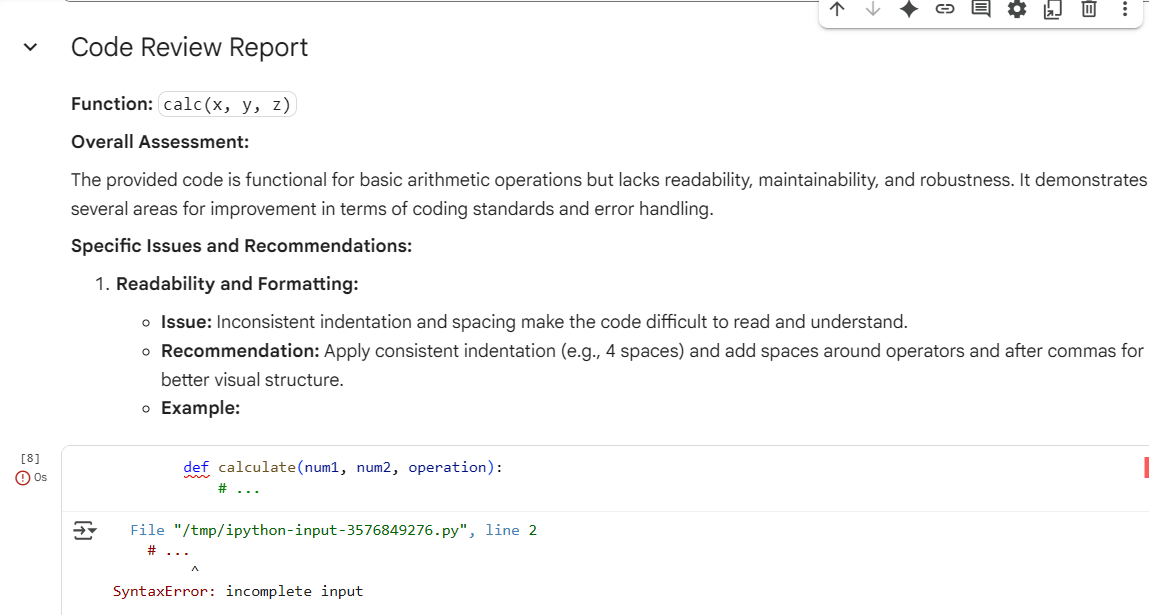 Code Review Report
Function: calc(x, y, z)
Overall Assessment:
The provided code is functional for basic arithmetic operations but lacks readability, maintainability, and robustness. It demonstrates
several areas for improvement in terms of coding standards and error handling.
Specific Issues and Recommendations:
1. Readability and Formatting:
Issue: Inconsistent indentation and spacing make the code difficult to read and understand.
Recommendation: Apply consistent indentation (e.g., 4 spaces) and add spaces around operators and after commas for
better visual structure.
Example:
[8]
0s
def calculate(num1, num2, operation):
# ...
File "/tmp/ipython-input-3576849276.py", line 2
# ...
^
SyntaxError: incomplete input